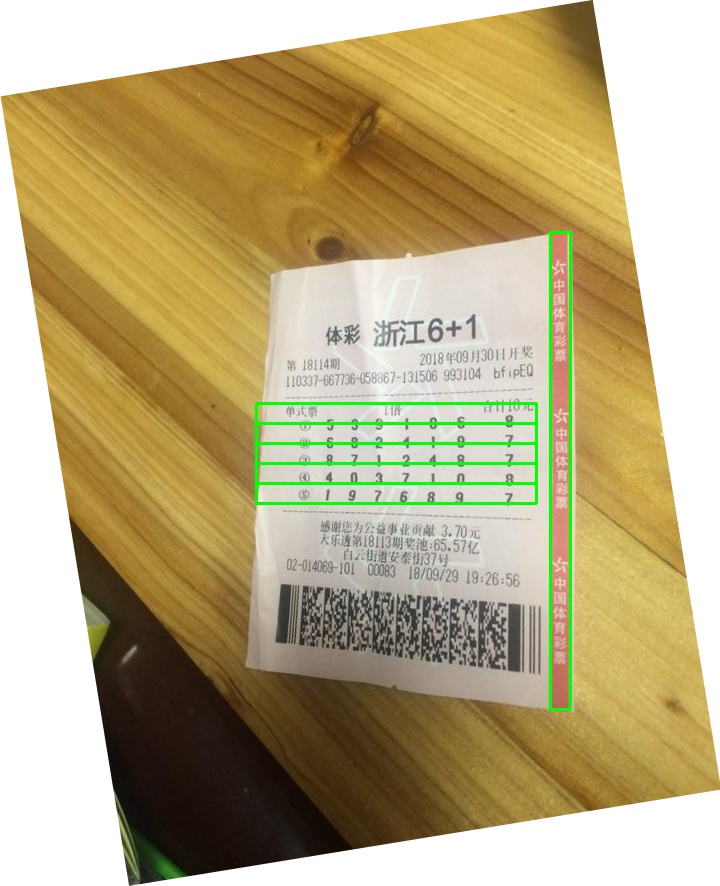 体彩 浙江6+1
第 18114期 2018年09月30日开奖
110337-667736-058867-131506 993104 bfipEQ
单式票 1倍 合计10元
① 5 3 9 1 0 6 8
② 6 8 2 4 1 9 7
③ 8 7 1 2 4 8 7
④ 4 0 3 7 1 0 8
⑤ 1 9 7 6 8 9 7
感谢您为公益事业贡献 3.70元
大乐透第18113期奖池:65.57亿
白云街道安泰街37号
02-014069-101 00083 18/09/29 19:26:56
中国体育彩票
中国体育彩票
中国体育彩票